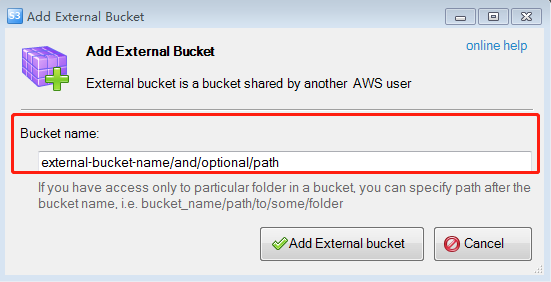 S3 Add External Bucket
Add External Bucket
online help
External bucket is a bucket shared by another AWS user
Bucket name:
external-bucket-name/and/optional/path
If you have access only to particular folder in a bucket, you can specify path after the
bucket name, i.e. bucket_name/path/to/some/folder
Add External bucket
Cancel